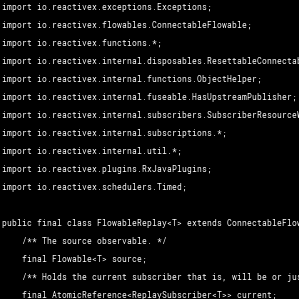 import io.reactivex.exceptions.Exceptions;
import io.reactivex.flowables.ConnectableFlowable;
import io.reactivex.functions.*;
import io.reactivex.internal.disposables.ResettableConnectab
import io.reactivex.internal.functions.ObjectHelper;
import io.reactivex.internal.fuseable.HasUpstreamPublisher;
import io.reactivex.internal.subscribers.SubscriberResourceW
import io.reactivex.internal.subscriptions.*;
import io.reactivex.internal.util.*;
import io.reactivex.plugins.RxJavaPlugins;
import io.reactivex.schedulers.Timed;
public final class FlowableReplay<T> extends ConnectableFlow
/** The source observable. */
final Flowable<T> source;
/** Holds the current subscriber that is, will be or jus
final AtomicReference<ReplaySubscriber<T>> current;